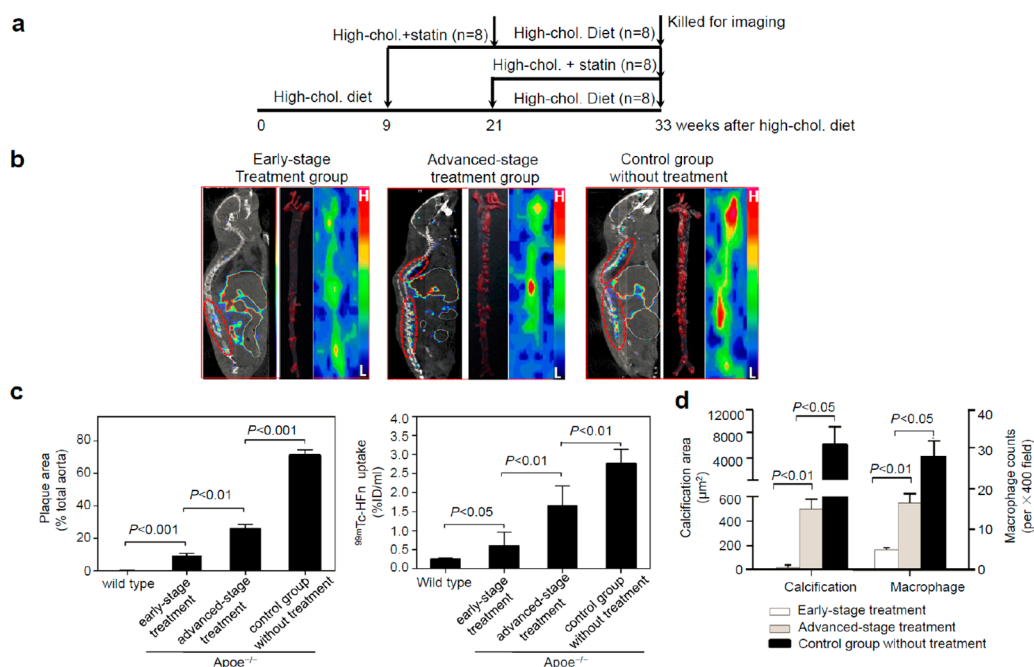 a
High-chol.+statin (n=8)
High-chol. Diet (n=8)
Killed for imaging
High-chol. + statin (n=8)
High-chol. diet
High-chol. Diet (n=8)
0
9
21
33 weeks after high-chol. diet
b
Early-stage
Treatment group
Advanced-stage
treatment group
Control group
without treatment
H
L
H
L
H
L
c
Plaque area
(% total aorta)
80
60
40
20
0
P<0.001
P<0.01
P<0.001
wild type
early-stage
treatment
advanced-stage
treatment
control group
without treatment
Apoe−/−
99mTc-HFn uptake
(%ID/ml)
4.0
3.5
3.0
2.5
2.0
1.5
1.0
0.5
0.0
P<0.05
P<0.01
P<0.01
Wild type
early-stage
treatment
advanced-stage
treatment
control group
without treatment
Apoe−/−
d
Calcification area
(μm²)
12000
8000
4000
600
400
200
0
P<0.05
P<0.01
P<0.05
P<0.01
40
30
20
10
0
Macrophage counts
(per ×400 field)
Calcification
Macrophage
Early-stage treatment
Advanced-stage treatment
Control group without treatment